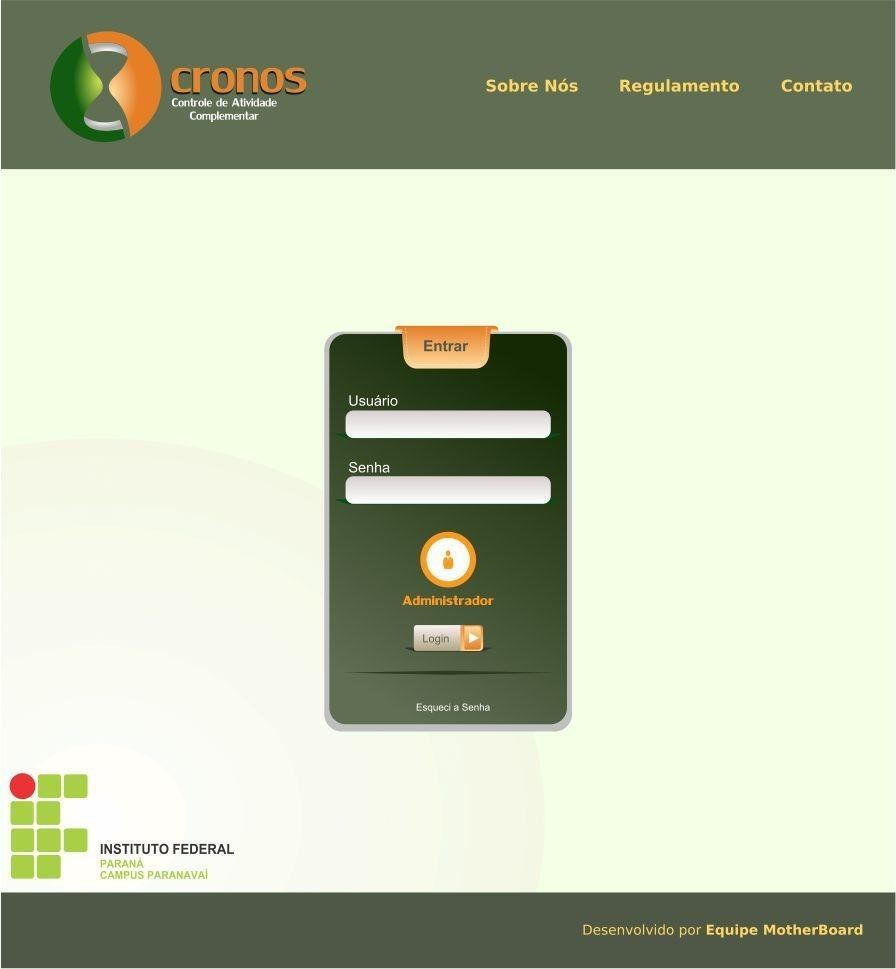 cronos
Controle de Atividade
Complementar
Sobre Nós
Regulamento
Contato
Entrar
Usuário
Senha
Administrador
Login
Esqueci a Senha
INSTITUTO FEDERAL
PARANÁ
CAMPUS PARANAVAÍ
Desenvolvido por Equipe MotherBoard